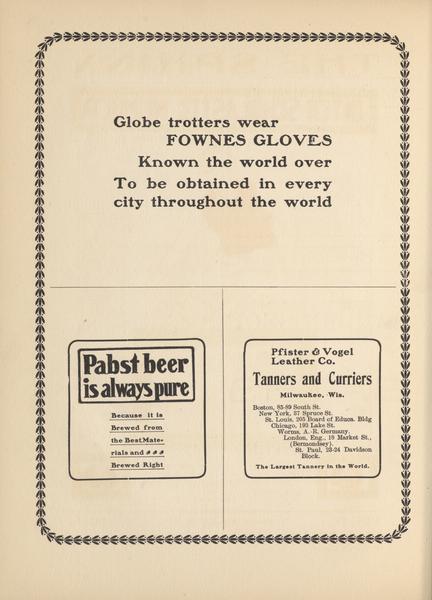 Globe trotters wear
FOWNES GLOVES
Known the world over
To be obtained in every
city throughout the world
Pabst beer
is always pure
Because it is
Brewed from
the Best Mate-
rials and
Brewed Right
Pfister & Vogel
Leather Co.
Tanners and Curriers
Milwaukee, Wis.
Boston, 85-89 South St.
New York, 37 Spruce St.
St. Louis, 205 Board of Educa. Bldg
Chicago, 193 Lake St.
Worms, A.-R. Germany.
London, Eng., 19 Market St.,
(Bermondsey).
St. Paul, 23-24 Davidson
Block.
The Largest Tannery in the World.